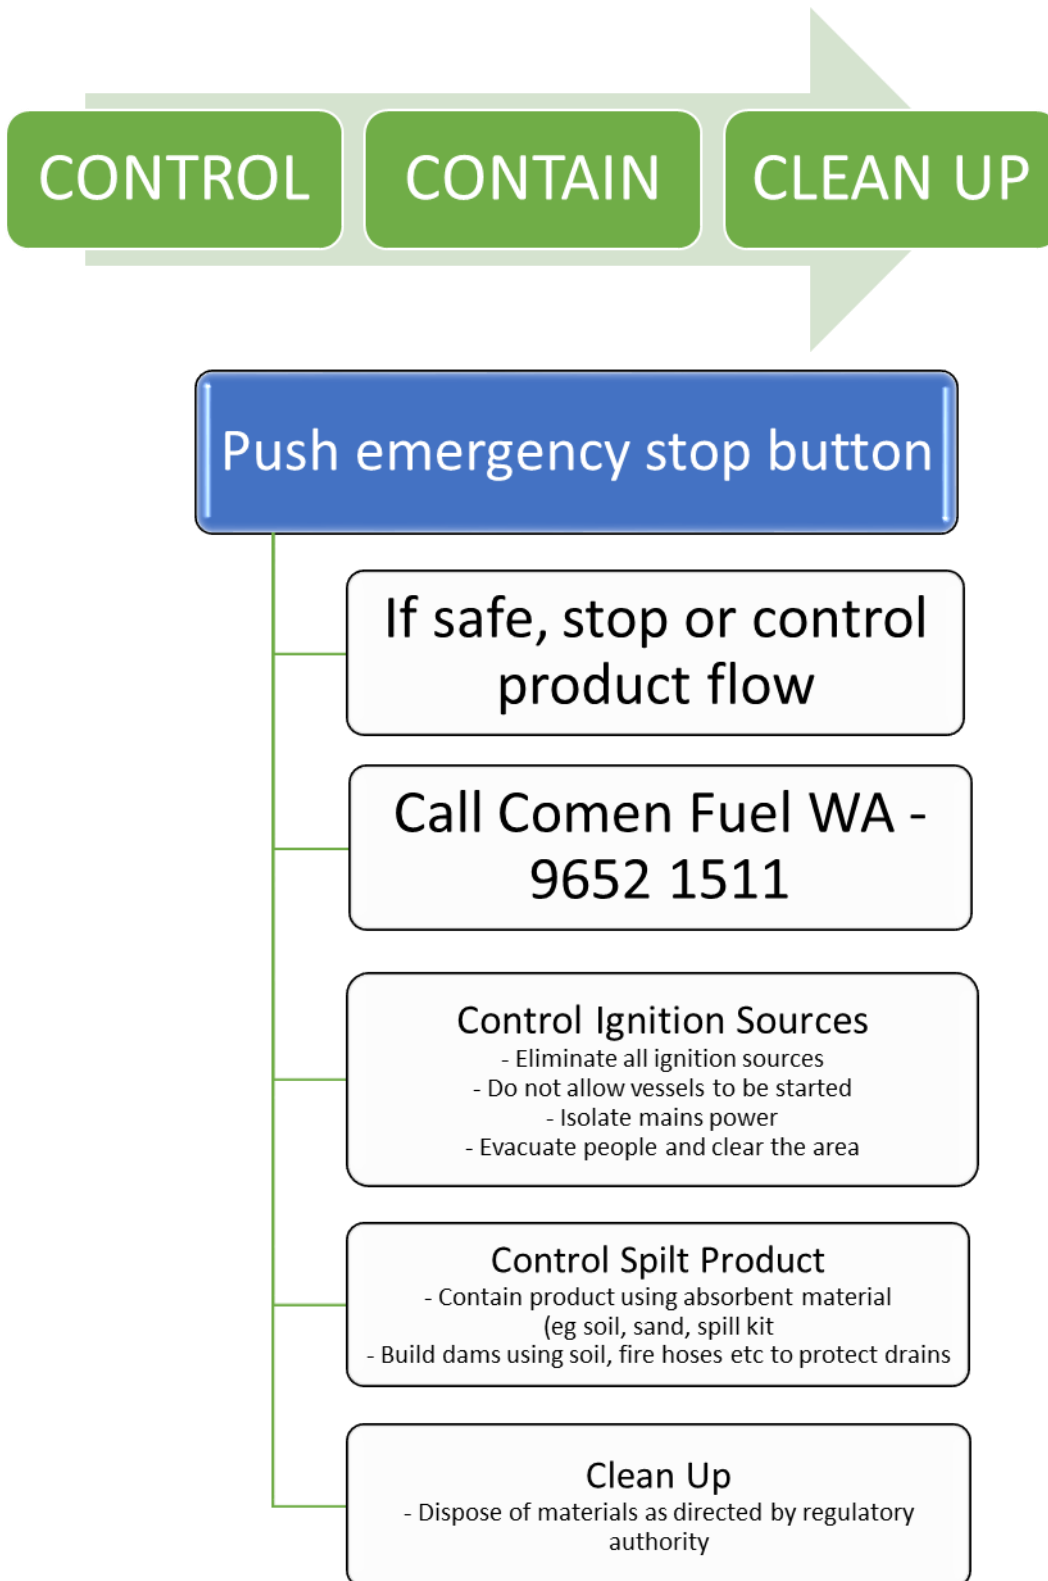 CONTROL CONTAIN CLEAN UP
Push emergency stop button
If safe, stop or control
product flow
Call Comen Fuel WA -
9652 1511
Control Ignition Sources
- Eliminate all ignition sources
- Do not allow vessels to be started
- Isolate mains power
- Evacuate people and clear the area
Control Spilt Product
- Contain product using absorbent material
(eg soil, sand, spill kit
- Build dams using soil, fire hoses etc to protect drains
Clean Up
- Dispose of materials as directed by regulatory
authority